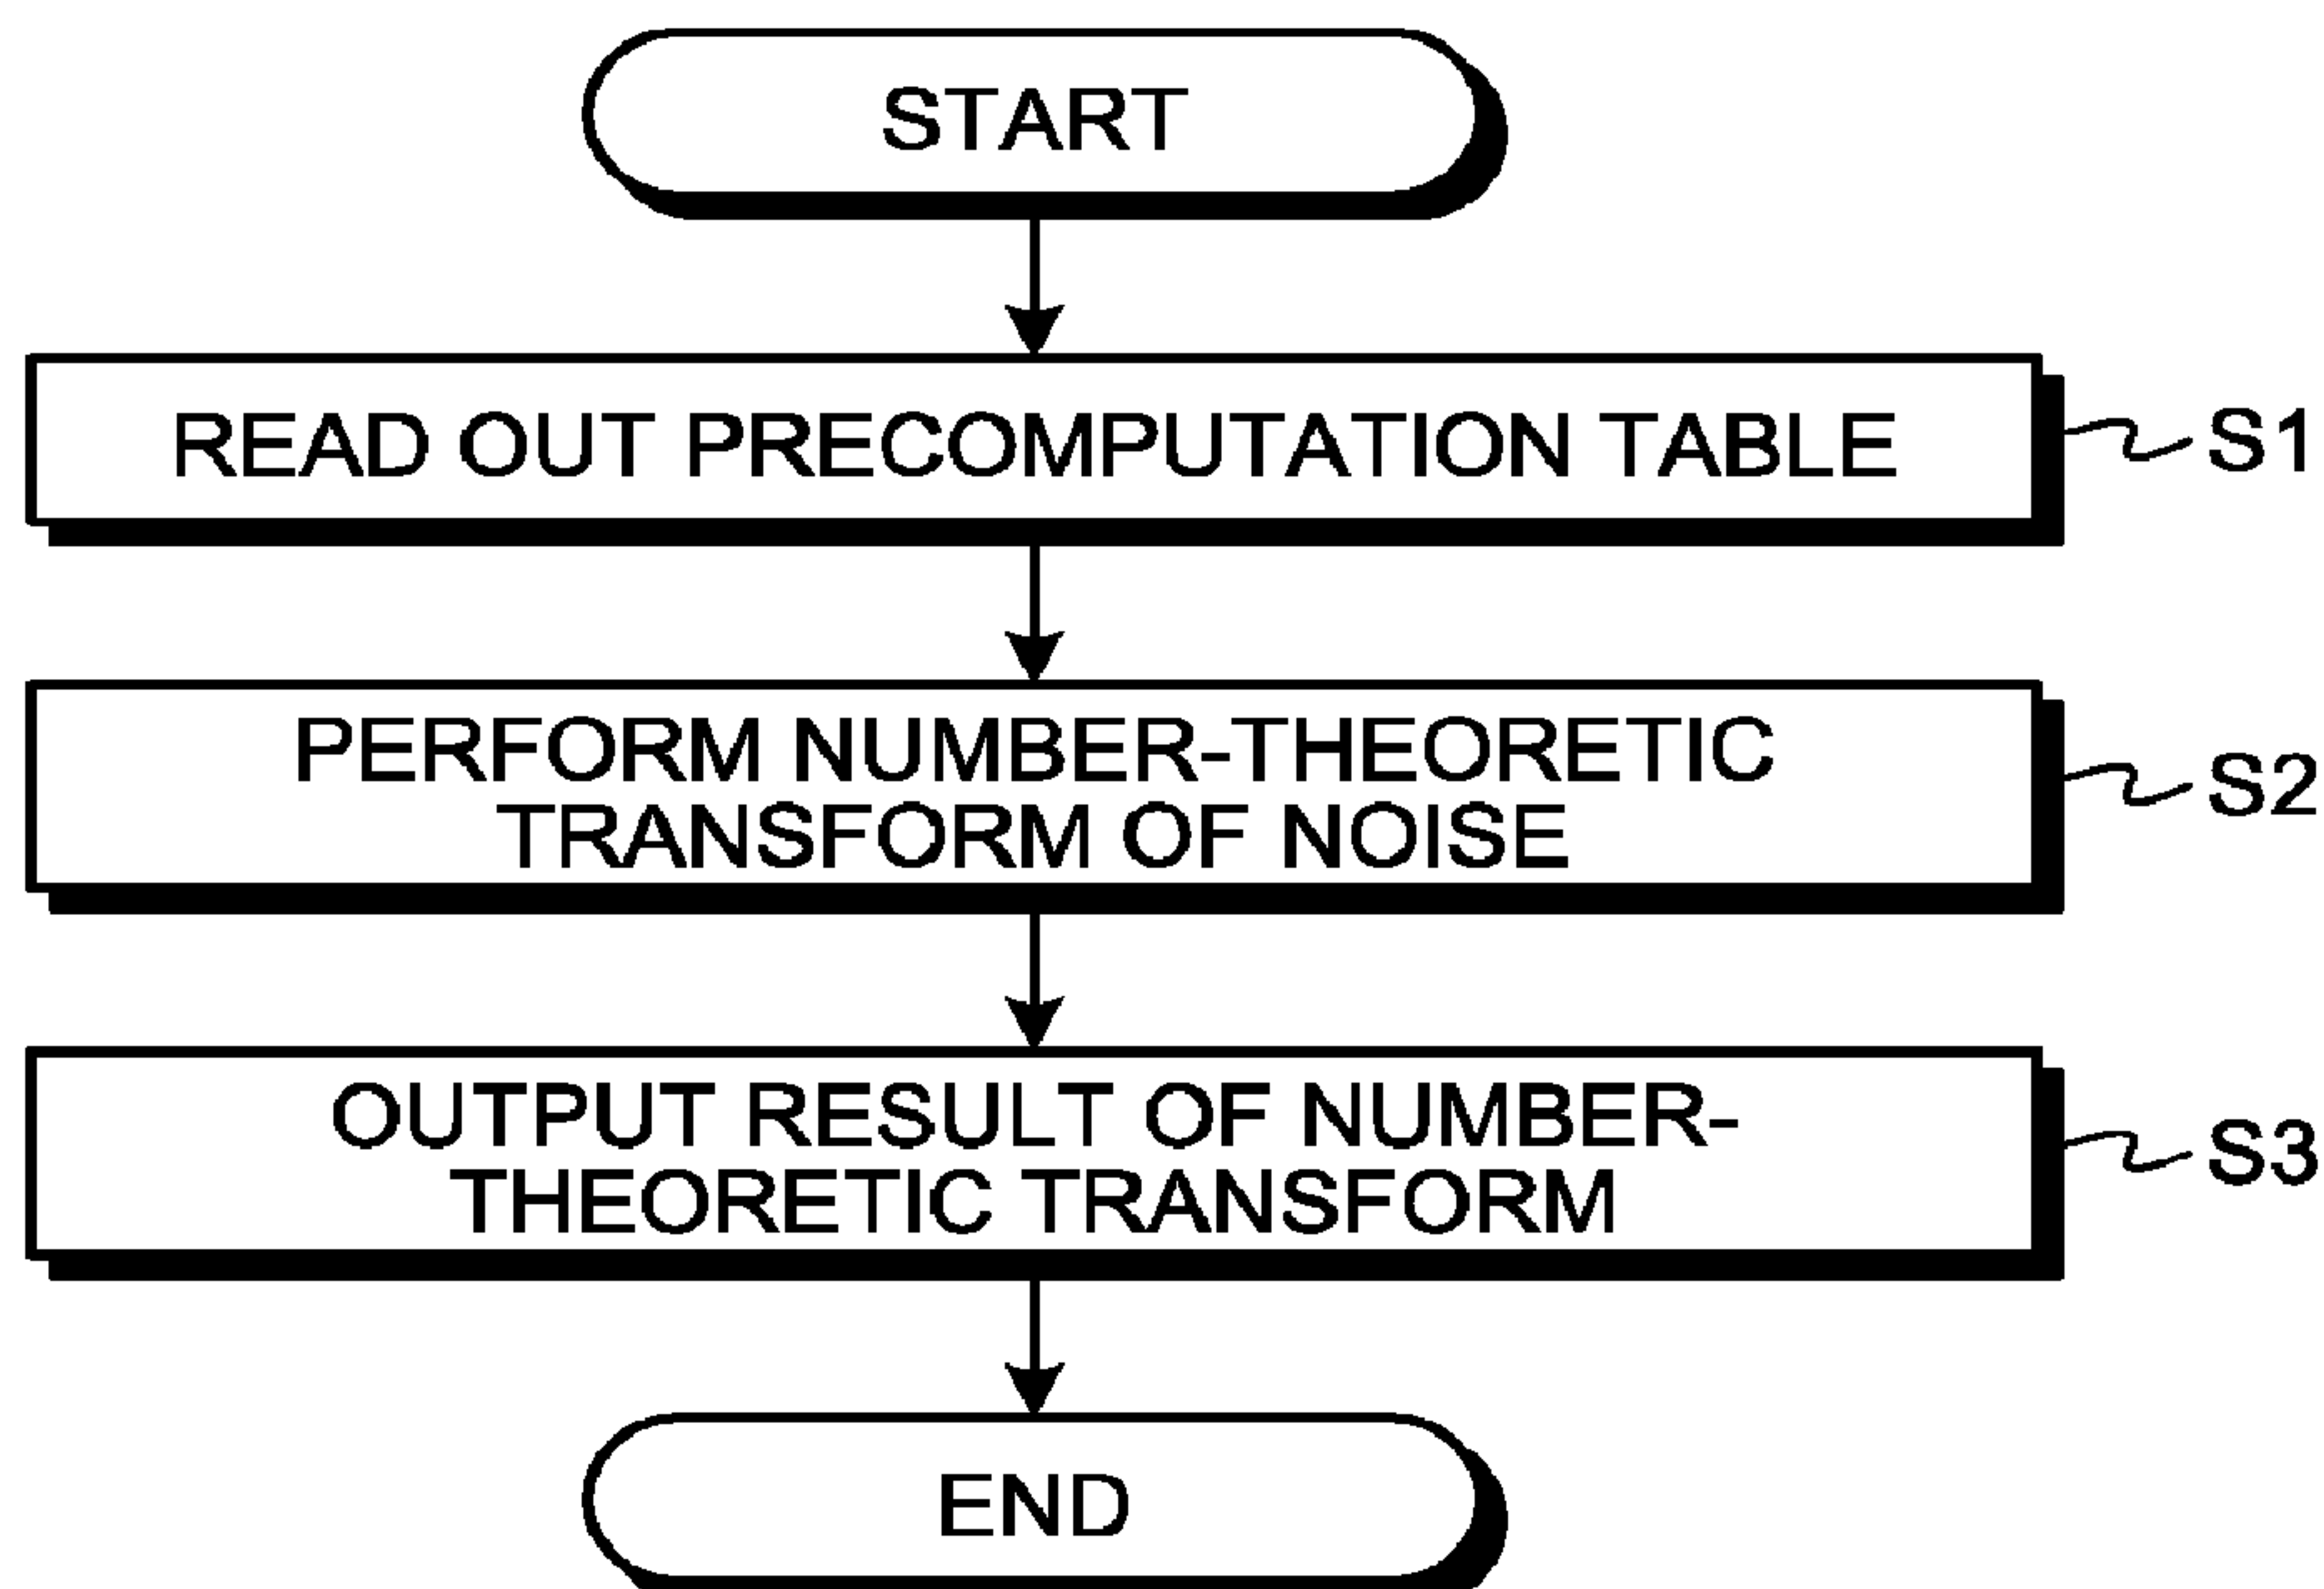 START
READ OUT PRECOMPUTATION TABLE
S1
PERFORM NUMBER-THEORETIC
TRANSFORM OF NOISE
S2
OUTPUT RESULT OF NUMBER-
THEORETIC TRANSFORM
S3
END